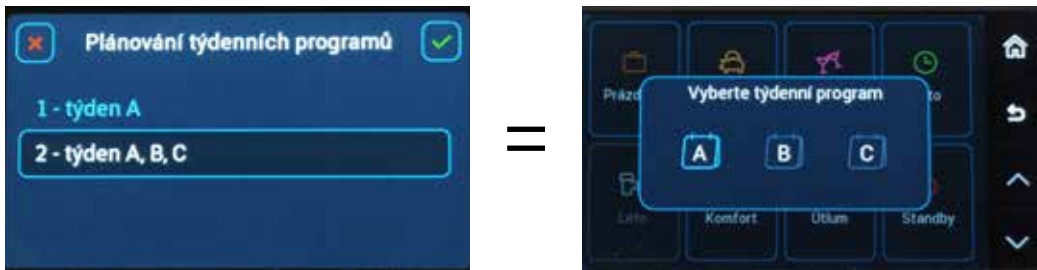 Plánování týdenních programů
1 - týden A
2 - týden A, B, C
=
Vyberte týdenní program
A B C
Komfort Útlum Standby